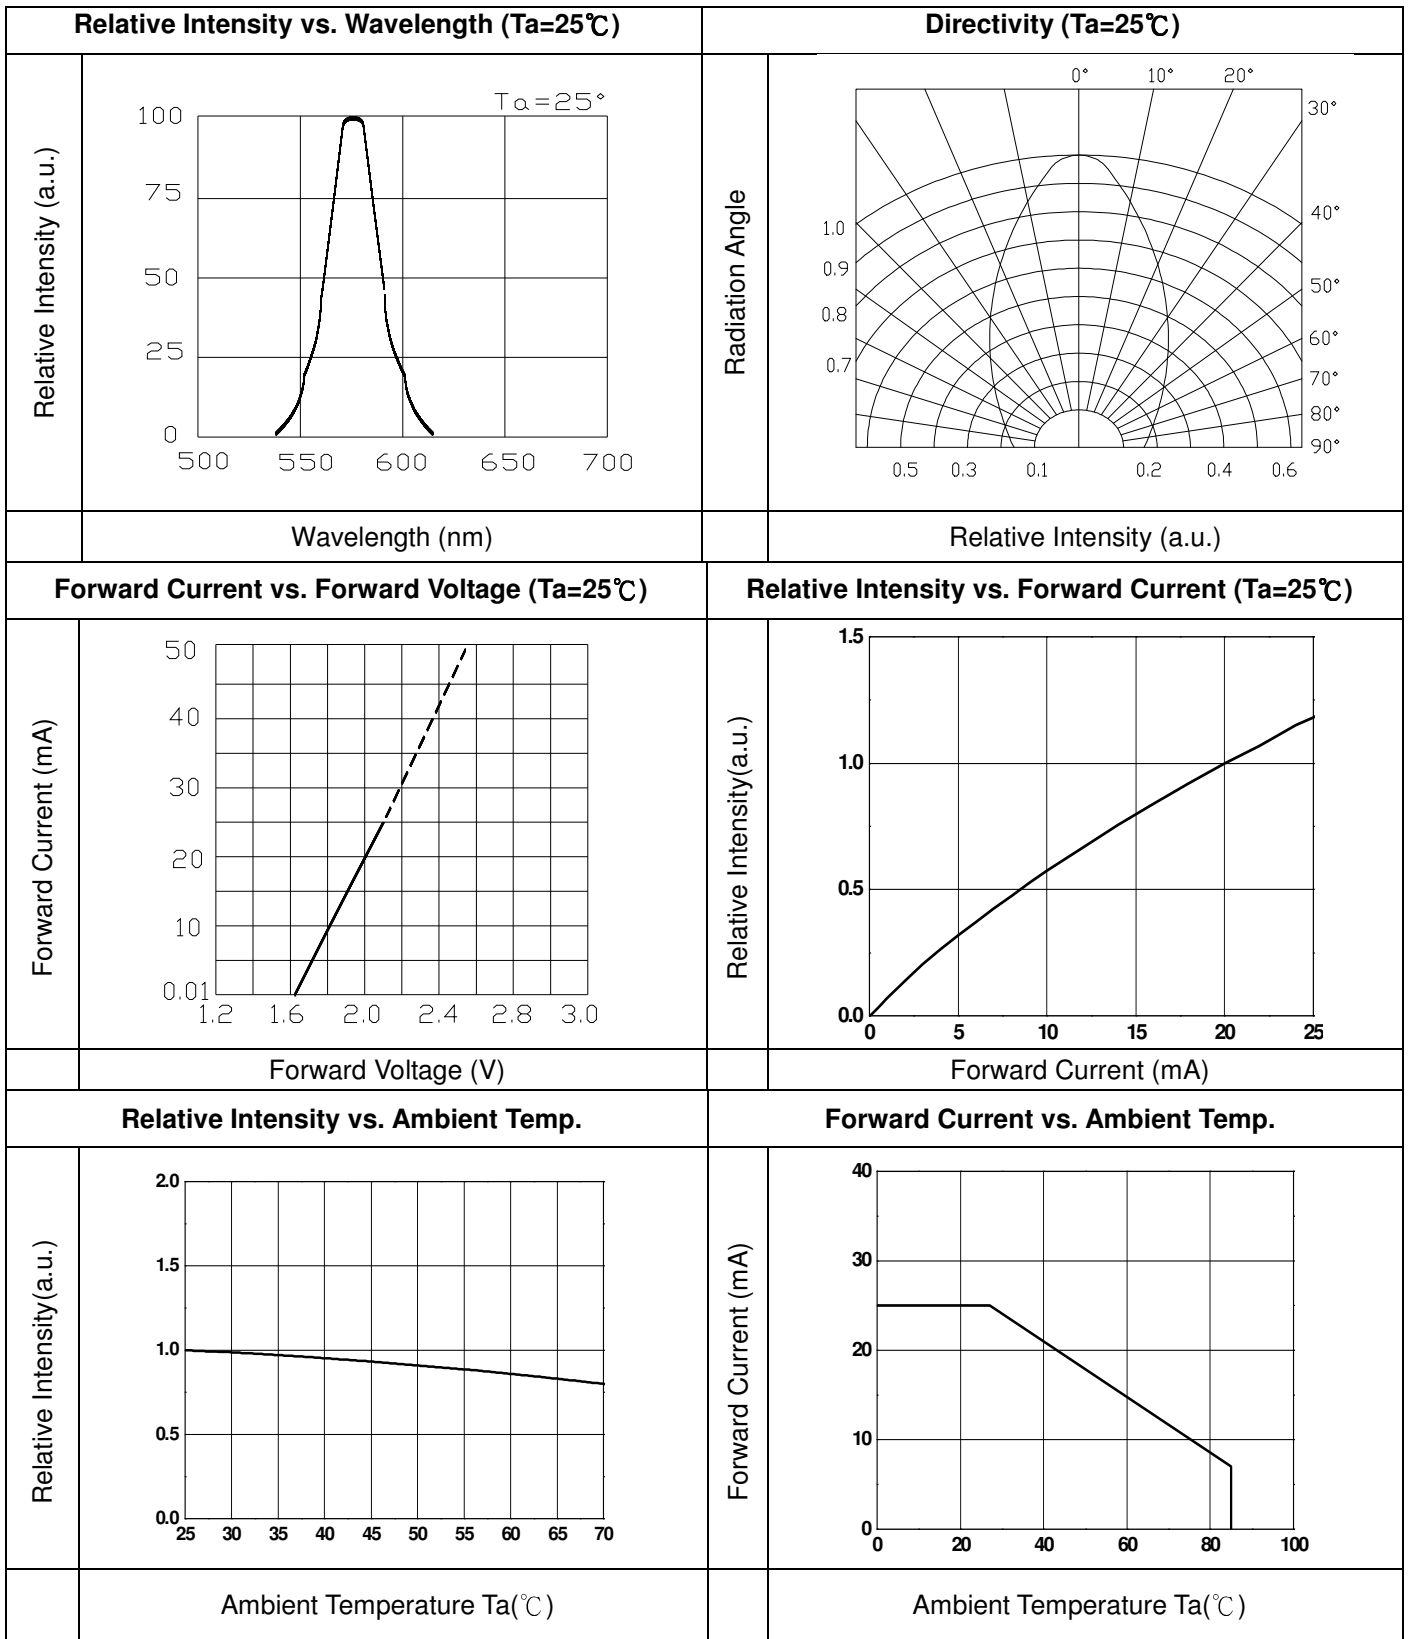 Relative Intensity vs. Wavelength (Ta=25℃)
Directivity (Ta=25℃)
Relative Intensity (a.u.)
Ta=25°
100
75
50
25
0
500 550 600 650 700
Wavelength (nm)
Radiation Angle
0° 10° 20°
30°
40°
50°
60°
70°
80°
90°
1.0
0.9
0.8
0.7
0.5 0.3 0.1 0.2 0.4 0.6
Relative Intensity (a.u.)
Forward Current vs. Forward Voltage (Ta=25℃)
Relative Intensity vs. Forward Current (Ta=25℃)
Forward Current (mA)
50
40
30
20
10
0.01
1.2 1.6 2.0 2.4 2.8 3.0
Forward Voltage (V)
Relative Intensity(a.u.)
1.5
1.0
0.5
0.0
0 5 10 15 20 25
Forward Current (mA)
Relative Intensity vs. Ambient Temp.
Forward Current vs. Ambient Temp.
Relative Intensity(a.u.)
2.0
1.5
1.0
0.5
0.0
25 30 35 40 45 50 55 60 65 70
Ambient Temperature Ta(℃)
Forward Current (mA)
40
30
20
10
0
0 20 40 60 80 100
Ambient Temperature Ta(℃)